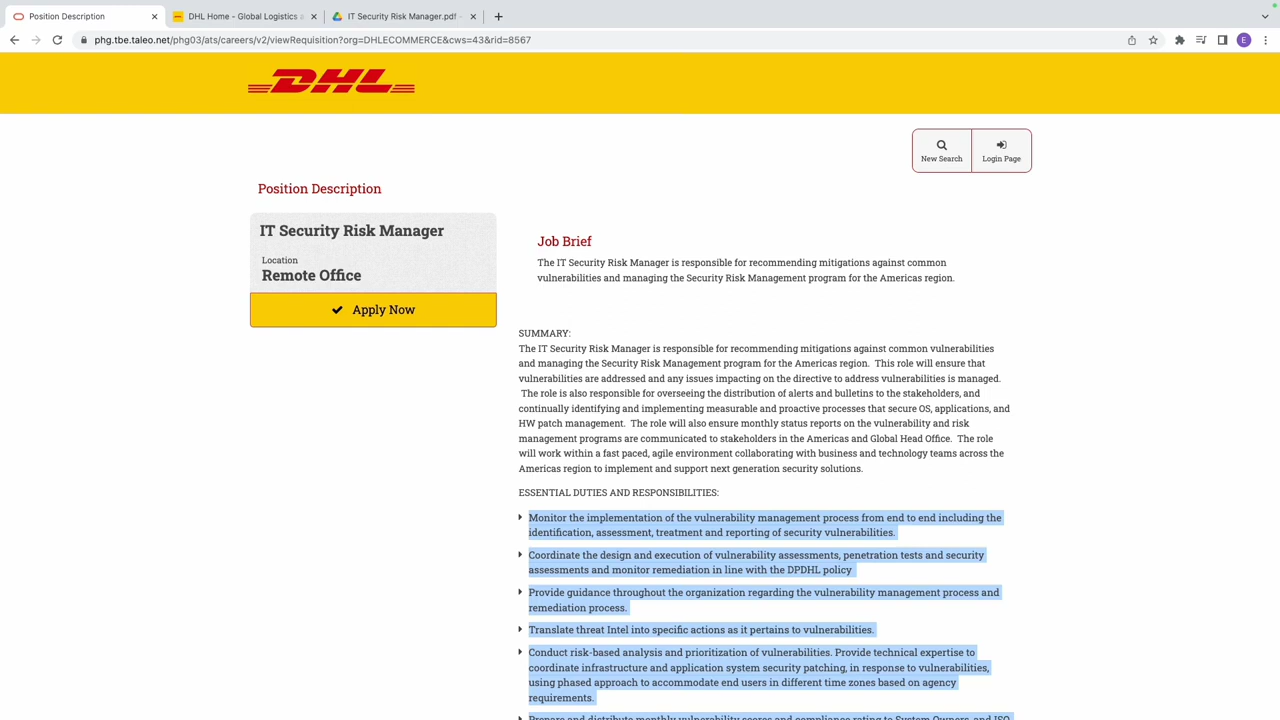 Position Description
DHL Home - Global Logistics a
IT Security Risk Manager.pdf -
phg.tbe.taleo.net/phg03/ats/careers/v2/viewRequisition?org=DHLECOMMERCE&cws=43&rid=8567
E
DHL
New Search
Login Page
Position Description
IT Security Risk Manager
Location
Remote Office
Apply Now
Job Brief
The IT Security Risk Manager is responsible for recommending mitigations against common
vulnerabilities and managing the Security Risk Management program for the Americas region.
SUMMARY:
The IT Security Risk Manager is responsible for recommending mitigations against common vulnerabilities
and managing the Security Risk Management program for the Americas region. This role will ensure that
vulnerabilities are addressed and any issues impacting on the directive to address vulnerabilities is managed.
The role is also responsible for overseeing the distribution of alerts and bulletins to the stakeholders, and
continually identifying and implementing measurable and proactive processes that secure OS, applications, and
HW patch management. The role will also ensure monthly status reports on the vulnerability and risk
management programs are communicated to stakeholders in the Americas and Global Head Office. The role
will work within a fast paced, agile environment collaborating with business and technology teams across the
Americas region to implement and support next generation security solutions.
ESSENTIAL DUTIES AND RESPONSIBILITIES:
Monitor the implementation of the vulnerability management process from end to end including the
identification, assessment, treatment and reporting of security vulnerabilities.
Coordinate the design and execution of vulnerability assessments, penetration tests and security
assessments and monitor remediation in line with the DPDHL policy
Provide guidance throughout the organization regarding the vulnerability management process and
remediation process.
Translate threat Intel into specific actions as it pertains to vulnerabilities.
Conduct risk-based analysis and prioritization of vulnerabilities. Provide technical expertise to
coordinate infrastructure and application system security patching, in response to vulnerabilities,
using phased approach to accommodate end users in different time zones based on agency
requirements.
Prepare and distribute monthly vulnerability scores and compliance rating to System Owners, and ISO